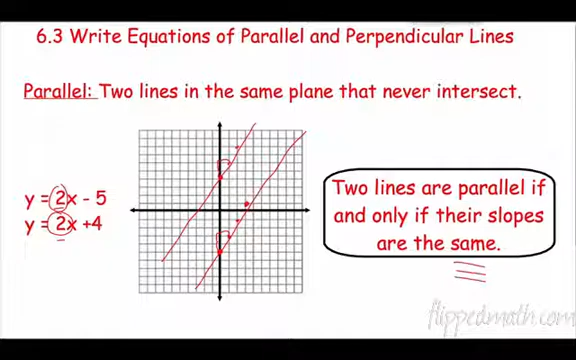 6.3 Write Equations of Parallel and Perpendicular Lines
Parallel: Two lines in the same plane that never intersect.
y = 2x - 5
y = 2x +4
Two lines are parallel if
and only if their slopes
are the same.
flippedmath.com